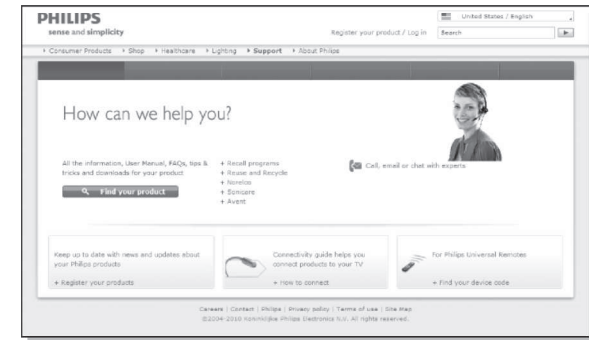 PHILIPS
sense and simplicity
United States / English
Register your product / Log in
Search
Consumer Products Shop Healthcare Lighting Support About Philips
How can we help you?
All the information, User Manual, FAQs, tips &
tricks and downloads for your product
Find your product
+ Recall programs
+ Reuse and Recycle
+ Norelco
+ Sonicare
+ Avent
Call, email or chat with experts
Keep up to date with news and updates about
your Philips products
+ Register your products
Connectivity guide helps you
connect products to your TV
+ How to connect
For Philips Universal Remotes
+ Find your device code
Careers | Contact | Philips | Privacy policy | Terms of use | Site Map
©2004-2010 Koninklijke Philips Electronics N.V. All rights reserved.